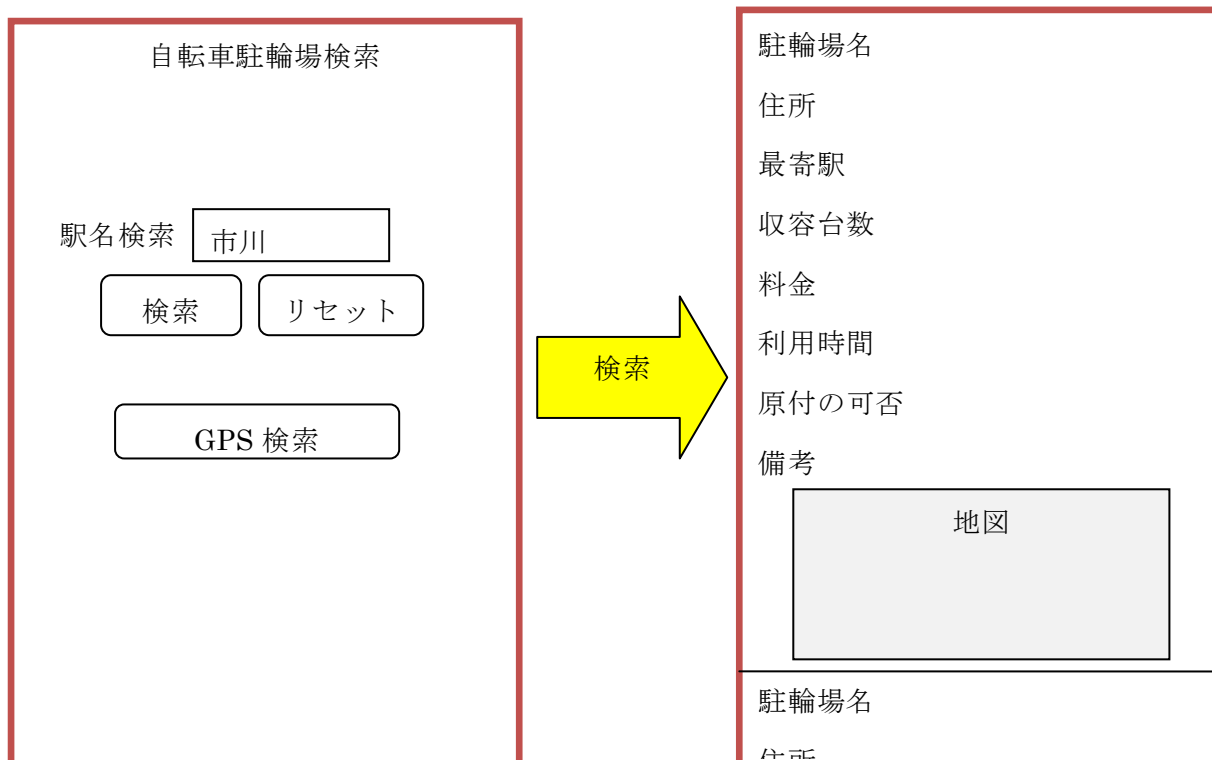 自転車駐輪場検索
駅名検索 市川
検索 リセット
GPS 検索
検索
駐輪場名
住所
最寄駅
収容台数
料金
利用時間
原付の可否
備考
地図
駐輪場名
住所